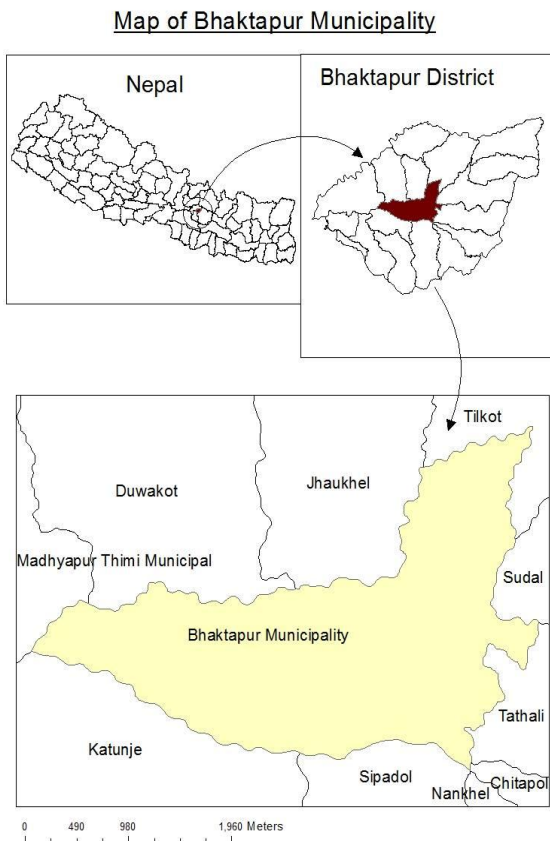 Map of Bhaktapur Municipality
Nepal
Bhaktapur District
Tilkot
Jhaukhel
Duwakot
Madhyapur Thimi Municipal
Sudal
Bhaktapur Municipality
Tathali
Katunje
Sipadol
Chitapol
Nankhel
0 490 980 1,960 Meters